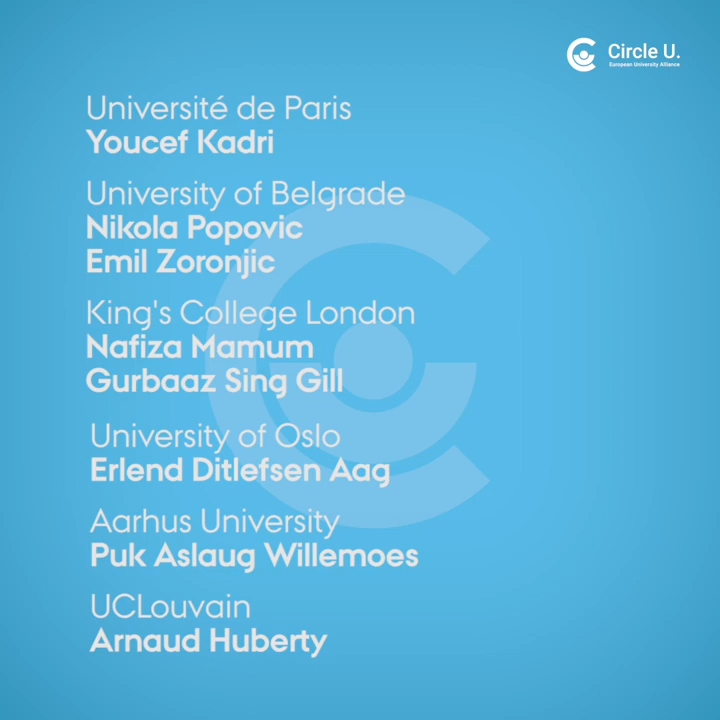 Circle U.
European University Alliance
Université de Paris
Youcef Kadri
University of Belgrade
Nikola Popovic
Emil Zoronjic
King's College London
Nafiza Mamum
Gurbaaz Sing Gill
University of Oslo
Erlend Ditlefsen Aag
Aarhus University
Puk Aslaug Willemoes
UCLouvain
Arnaud Huberty